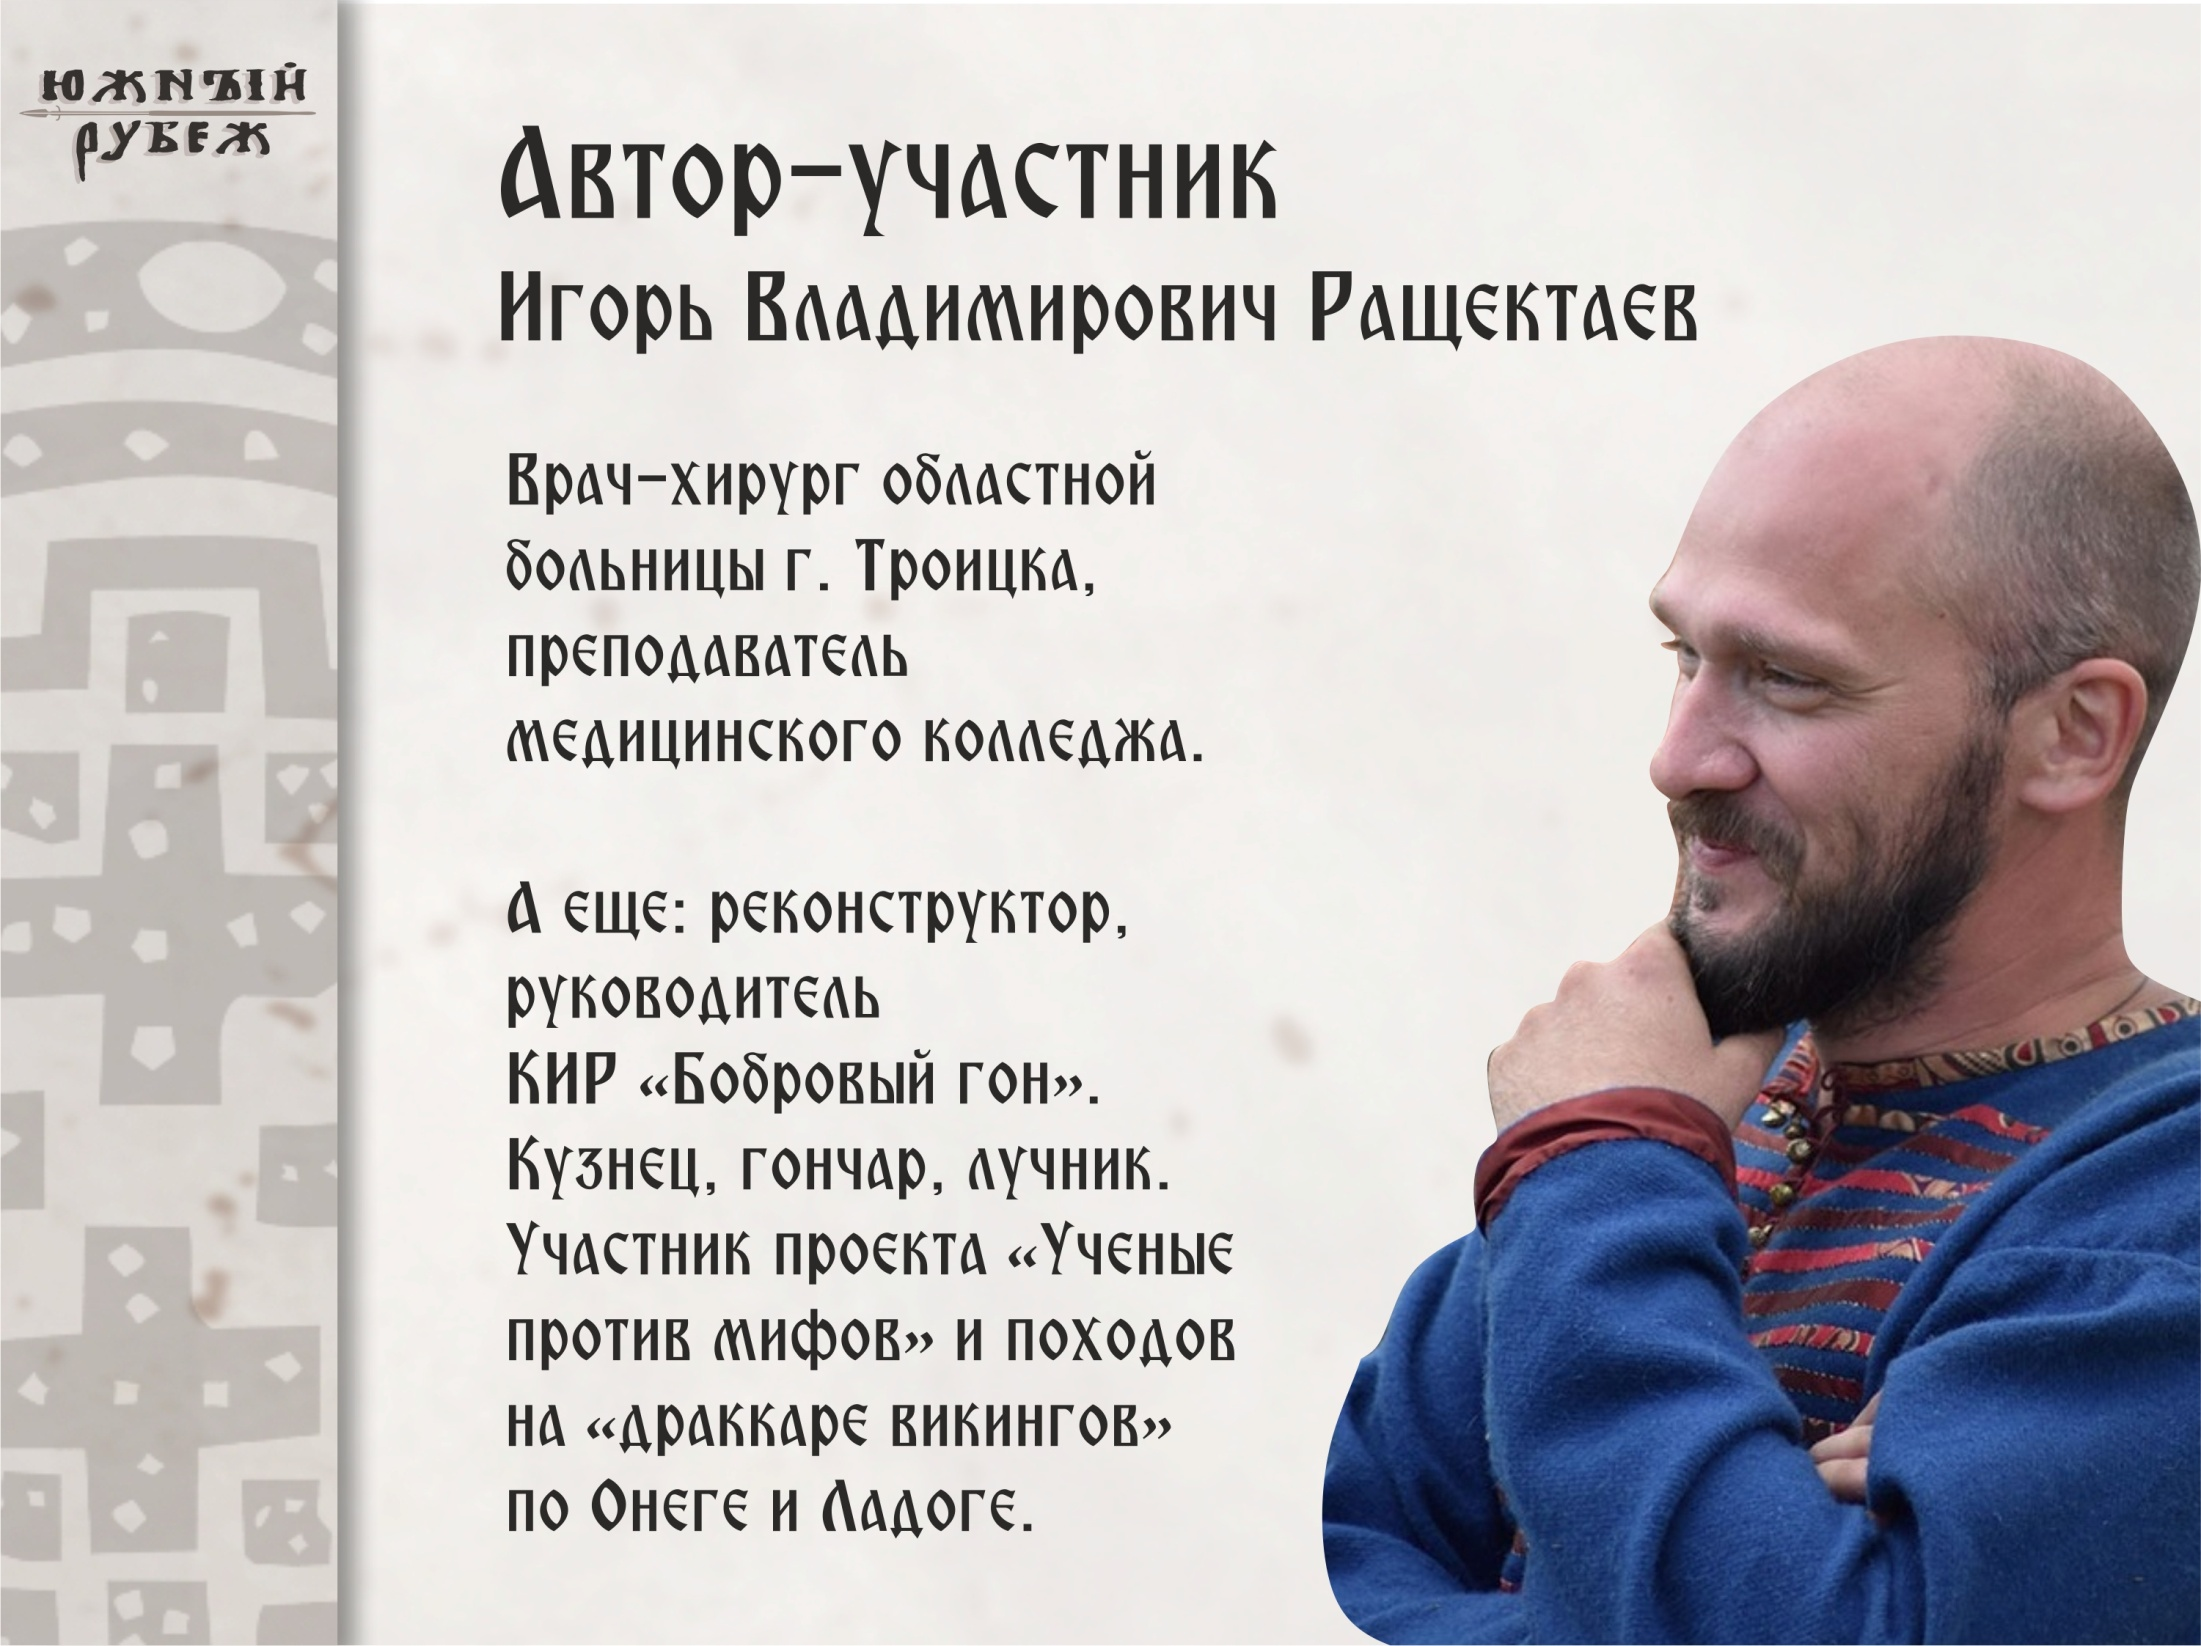 ЮЖНЫЙ
РУБЕЖ
Автор-участник
Игорь Владимирович Ращектаев
Врач-хирург областной
больницы г. Троицка,
преподаватель
медицинского колледжа.
А еще: реконструктор,
руководитель
КИР «Бобровый гон».
Кузнец, гончар, лучник.
Участник проекта «Ученые
против мифов» и походов
на «драккаре викингов»
по Онеге и Ладоге.